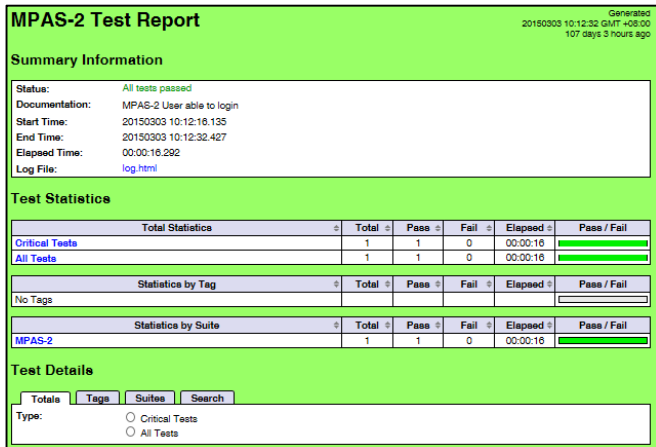 MPAS-2 Test Report
Generated
20150303 10:12:32 GMT +08:00
107 days 3 hours ago
Summary Information
Status: All tests passed
Documentation: MPAS-2 User able to login
Start Time: 20150303 10:12:16.135
End Time: 20150303 10:12:32.427
Elapsed Time: 00:00:16.292
Log File: log.html
Test Statistics
Total Statistics Total Pass Fail Elapsed Pass / Fail
Critical Tests 1 1 0 00:00:16
All Tests 1 1 0 00:00:16
Statistics by Tag Total Pass Fail Elapsed Pass / Fail
No Tags
Statistics by Suite Total Pass Fail Elapsed Pass / Fail
MPAS-2 1 1 0 00:00:16
Test Details
Totals Tags Suites Search
Type: Critical Tests
All Tests